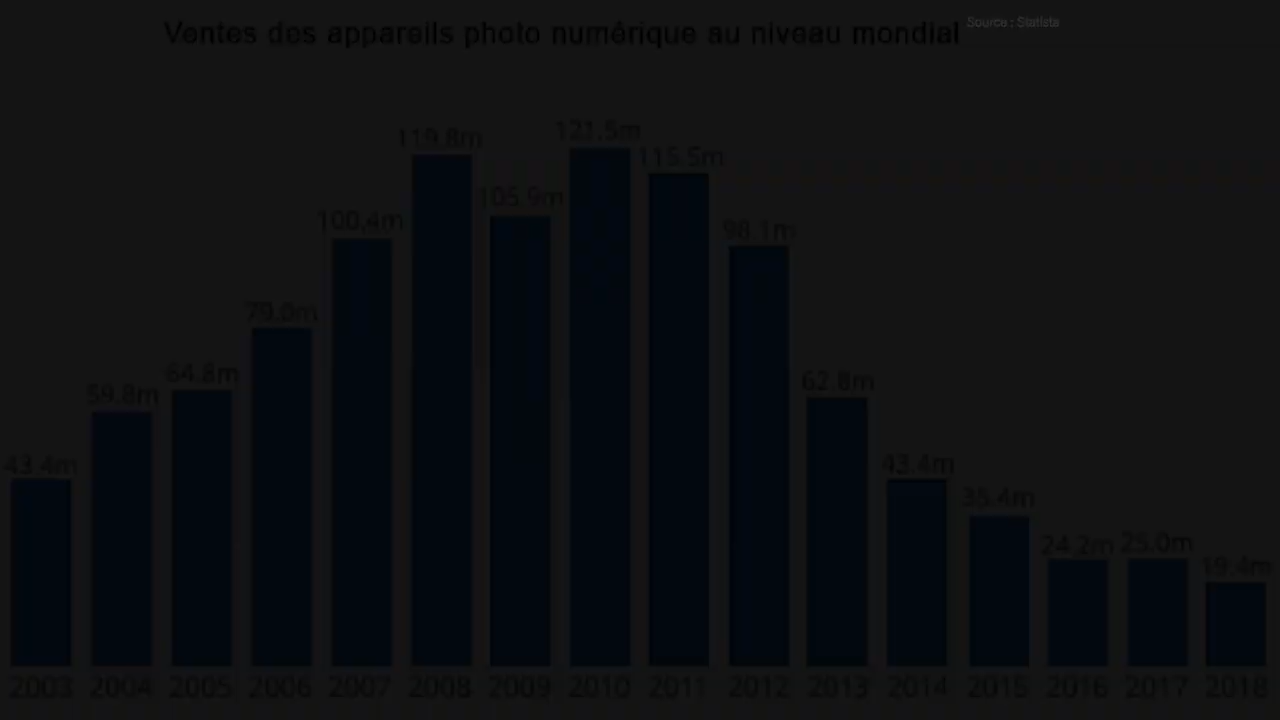 Ventes des appareils photo numérique au niveau mondial
Source : Statista
121.5m
119.8m
115.5m
105.9m
100.4m
98.1m
79.0m
64.8m
62.8m
59.8m
43.4m
43.4m
35.4m
24.2m
25.0m
19.4m
2003 2004 2005 2006 2007 2008 2009 2010 2011 2012 2013 2014 2015 2016 2017 2018